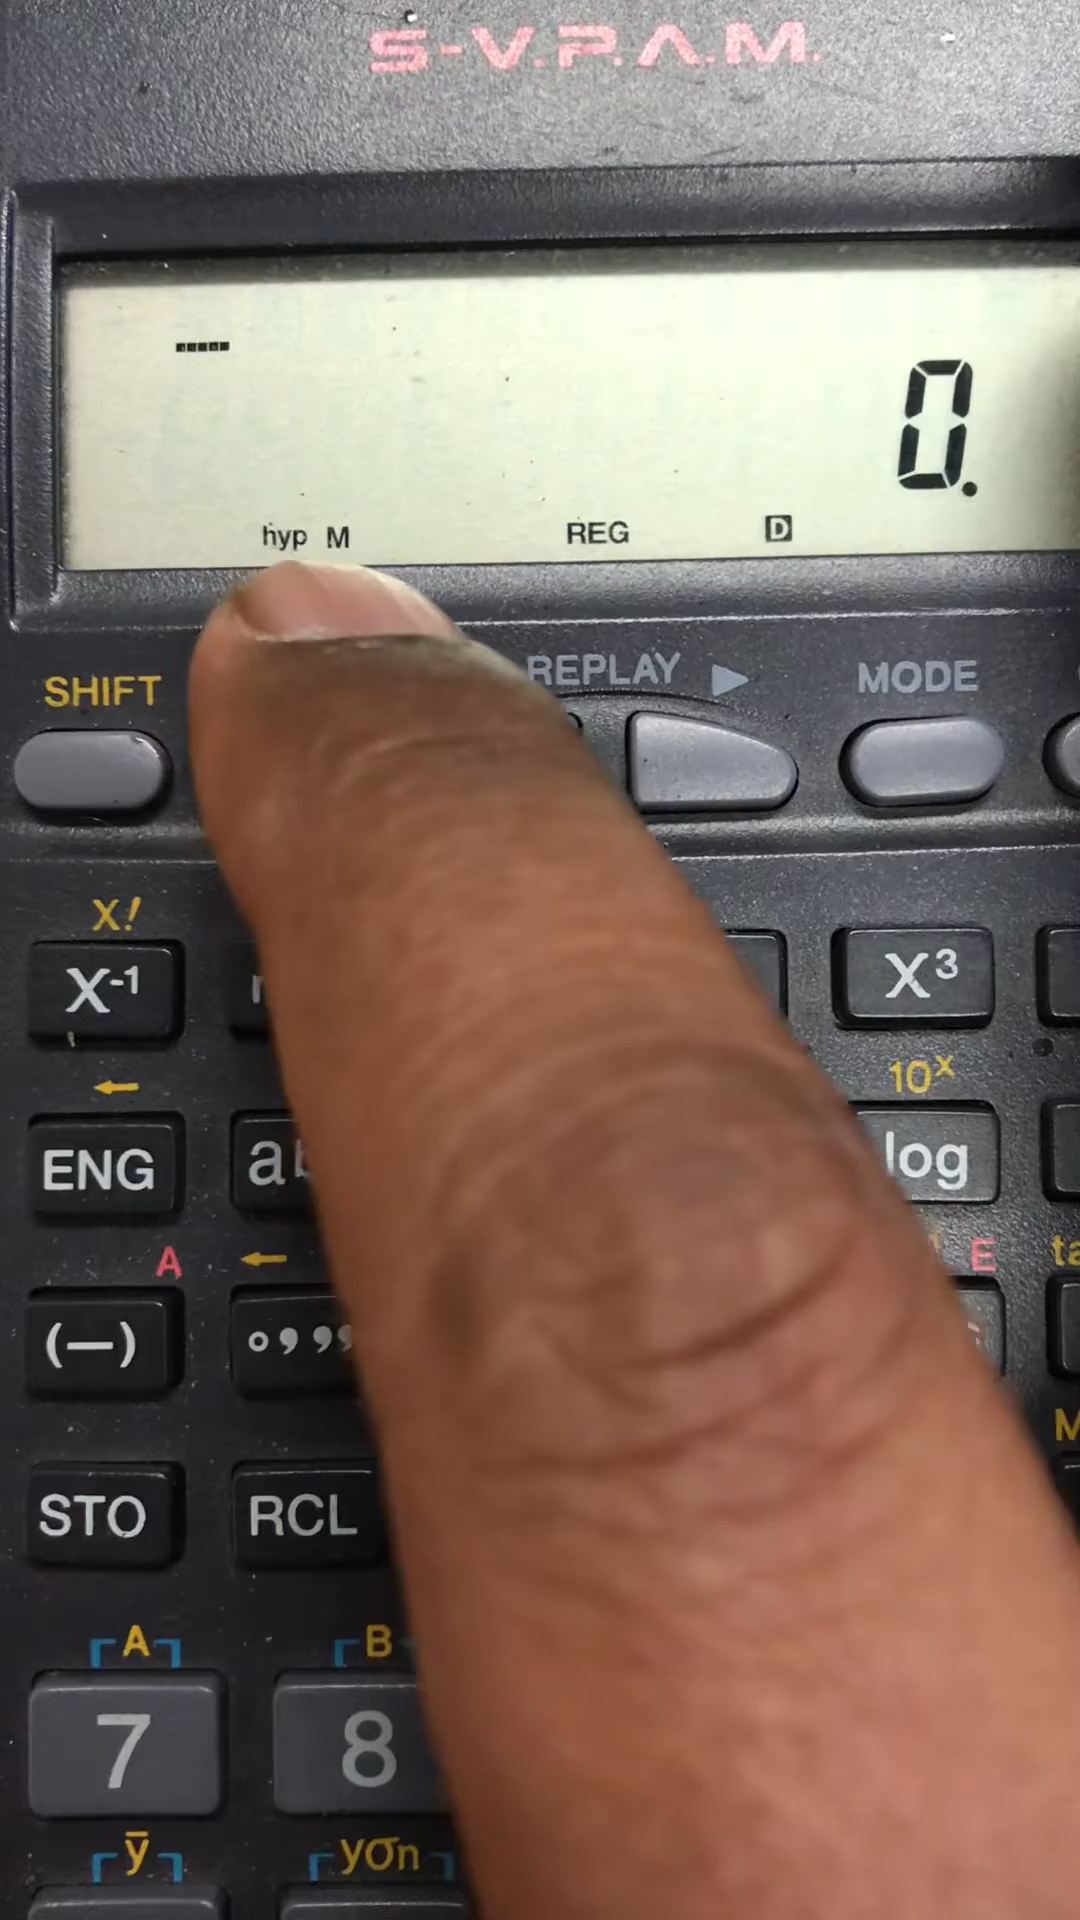 S-V.P.A.M.
0.
hyp M REG D
SHIFT REPLAY ▶ MODE
X!
X⁻¹ X³
← 10ˣ
ENG log
A ← E
(—) ° ’ ’’
STO RCL
A B
7 8
ȳ yσn